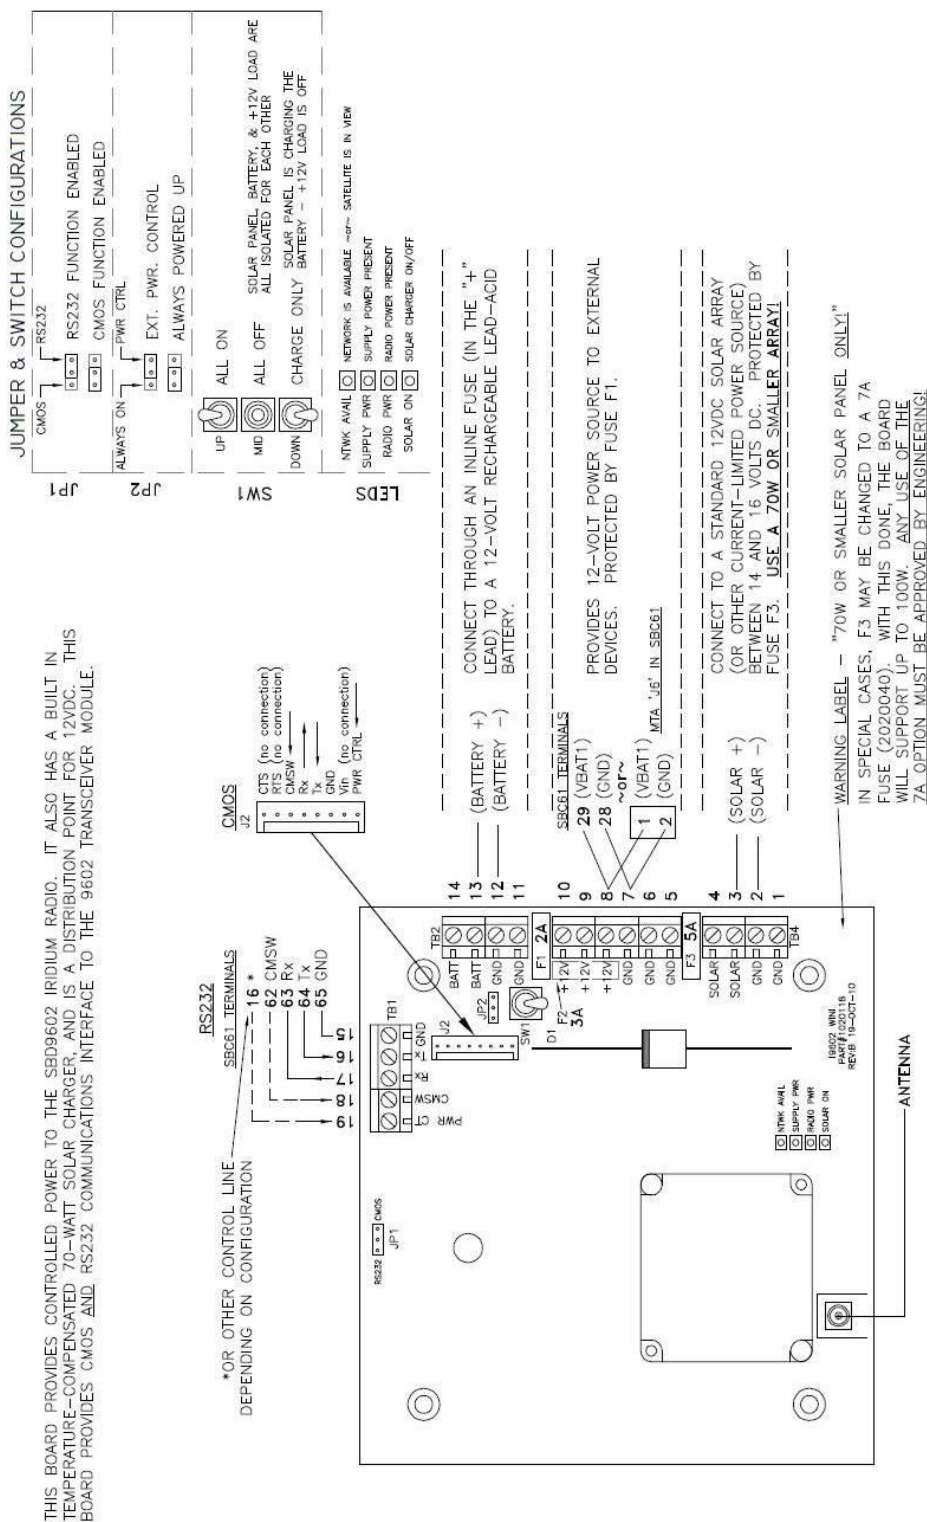 THIS BOARD PROVIDES CONTROLLED POWER TO THE SBD9602 IRIDIUM RADIO. IT ALSO HAS A BUILT IN
TEMPERATURE-COMPENSATED 70-WATT SOLAR CHARGER, AND IS A DISTRIBUTION POINT FOR 12VDC. THIS
BOARD PROVIDES CMOS AND RS232 COMMUNICATIONS INTERFACE TO THE 9602 TRANSCEIVER MODULE.
JUMPER & SWITCH CONFIGURATIONS
JP1
CMOS
RS232
RS232 FUNCTION ENABLED
CMOS FUNCTION ENABLED
JP2
ALWAYS ON
PWR CTRL
EXT. PWR. CONTROL
ALWAYS POWERED UP
SW1
UP
ALL ON
MID
ALL OFF
SOLAR PANEL, BATTERY, & +12V LOAD ARE
ALL ISOLATED FOR EACH OTHER
DOWN
CHARGE ONLY
SOLAR PANEL IS CHARGING THE
BATTERY - +12V LOAD IS OFF
LEDS
NTWK AVAIL
NETWORK IS AVAILABLE ~or~ SATELLITE IS IN VIEW
SUPPLY PWR
SUPPLY POWER PRESENT
RADIO PWR
RADIO POWER PRESENT
SOLAR ON
SOLAR CHARGER ON/OFF
RS232
SBC61 TERMINALS
16 *
62 CMSW
63 Rx
64 Tx
65 GND
*OR OTHER CONTROL LINE
DEPENDING ON CONFIGURATION
CMOS
J2
CTS (no connection)
RTS (no connection)
CMSW
Rx
Tx
GND
Vin (no connection)
PWR CTRL
19
18
17
16
15
TB1
PWR CT
CMSW
Rx
Tx
GND
RS232
CMOS
JP1
J2
JP2
SW1
D1
TB2
BATT
BATT
GND
GND
F1
2A
+12V
+12V
+12V
GND
GND
GND
F2-
3A
F3
5A
SOLAR
SOLAR
GND
GND
TB4
14
13
12
11
10
9
8
7
6
5
4
3
2
1
(BATTERY +)
(BATTERY -)
CONNECT THROUGH AN INLINE FUSE (IN THE "+"
LEAD) TO A 12-VOLT RECHARGEABLE LEAD-ACID
BATTERY.
SBC61 TERMINALS
29 (VBAT1)
28 (GND)
~or~
1 (VBAT1)
2 (GND)
MTA 'J6' IN SBC61
PROVIDES 12-VOLT POWER SOURCE TO EXTERNAL
DEVICES. PROTECTED BY FUSE F1.
(SOLAR +)
(SOLAR -)
CONNECT TO A STANDARD 12VDC SOLAR ARRAY
(OR OTHER CURRENT-LIMITED POWER SOURCE)
BETWEEN 14 AND 16 VOLTS DC. PROTECTED BY
FUSE F3. USE A 70W OR SMALLER ARRAY!
NTWK AVAIL
SUPPLY PWR
RADIO PWR
SOLAR ON
I9602 WINI
PART#102011B
REV:B 19-OCT-10
WARNING LABEL - "70W OR SMALLER SOLAR PANEL ONLY!"
IN SPECIAL CASES, F3 MAY BE CHANGED TO A 7A
FUSE (2020040). WITH THIS DONE, THE BOARD
WILL SUPPORT UP TO 100W. ANY USE OF THE
7A OPTION MUST BE APPROVED BY ENGINEERING!
ANTENNA